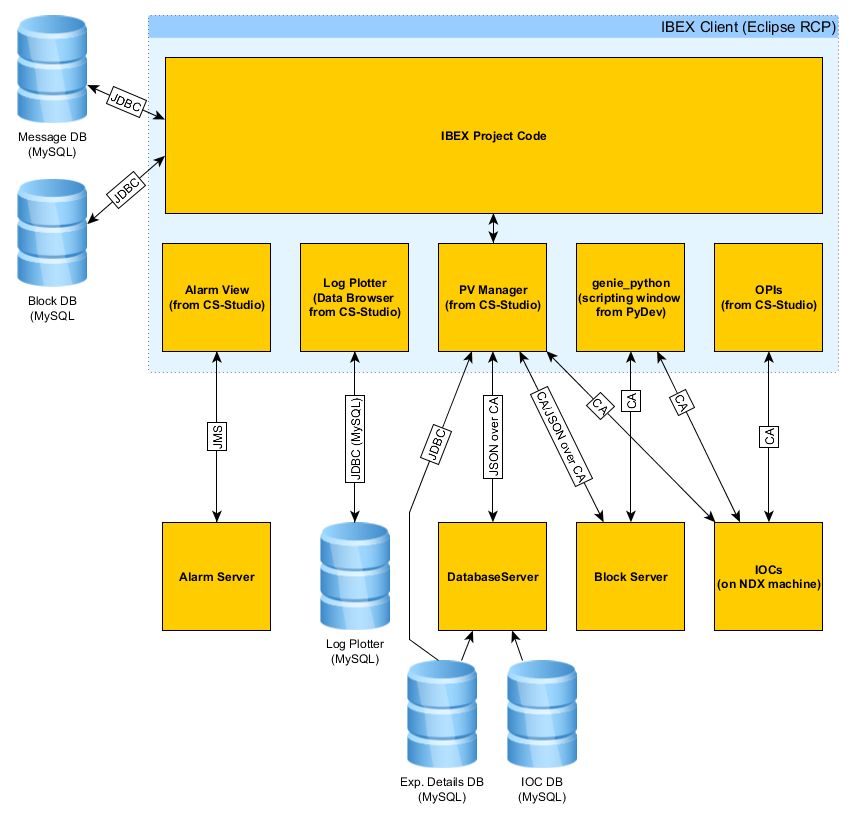 IBEX Client (Eclipse RCP)
IBEX Project Code
JDBC
Message DB
(MySQL)
JDBC
Block DB
(MySQL
Alarm View
(from CS-Studio)
Log Plotter
(Data Browser
from CS-Studio)
PV Manager
(from CS-Studio)
genie_python
(scripting window
from PyDev)
OPIs
(from CS-Studio)
JMS
JDBC (MySQL)
JDBC
JSON over CA
CA/JSON over CA
CA
CA
CA
CA
Alarm Server
Log Plotter
(MySQL)
DatabaseServer
Block Server
IOCs
(on NDX machine)
Exp. Details DB
(MySQL)
IOC DB
(MySQL)